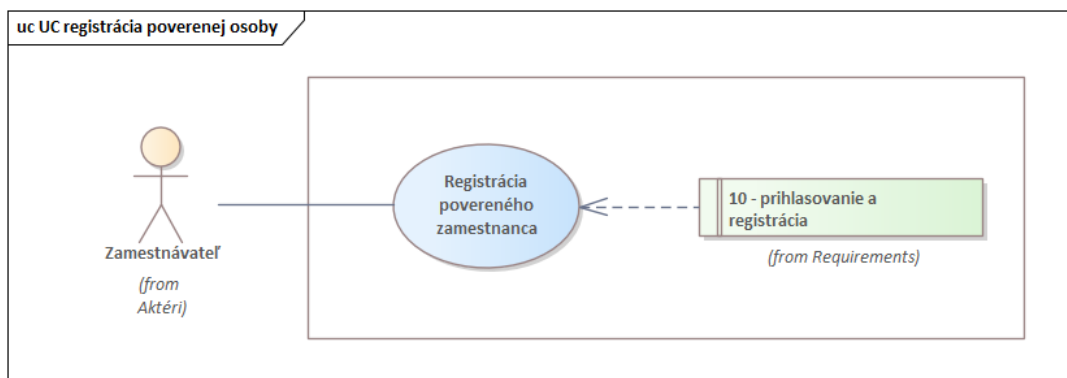 uc UC registrácia poverenej osoby
Zamestnávateľ
(from
Aktéri)
Registrácia
povereného
zamestnanca
10 - prihlasovanie a
registrácia
(from Requirements)